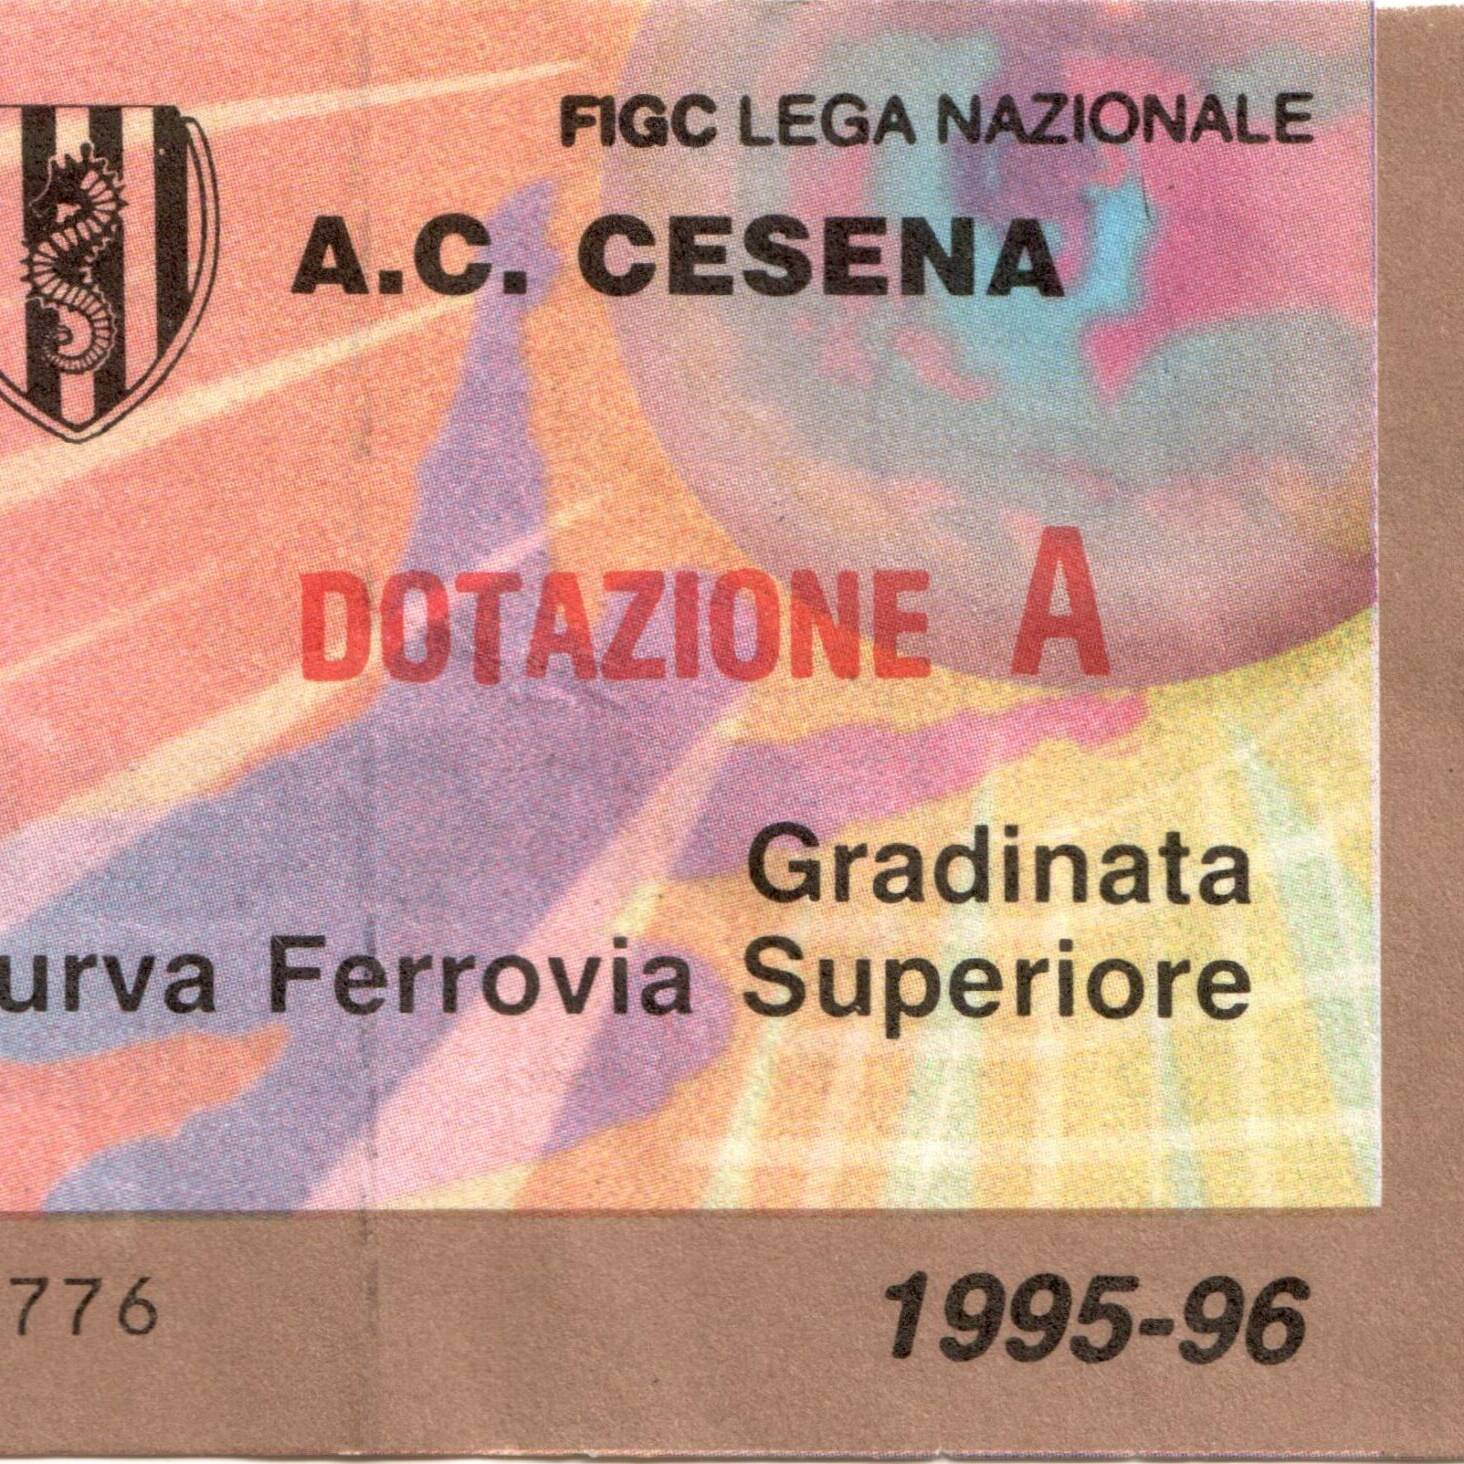 FIGC LEGA NAZIONALE
A.C. CESENA
DOTAZIONE A
Gradinata
urva Ferrovia Superiore
776
1995-96